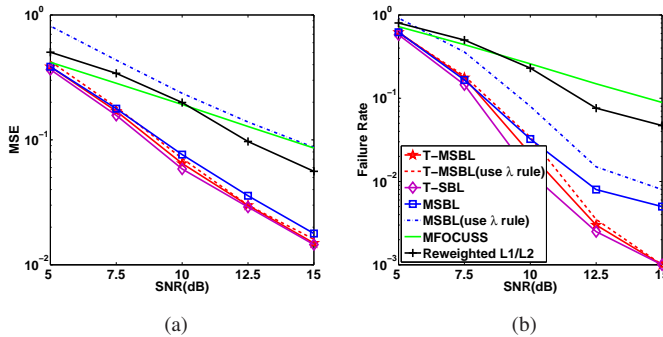 10^0
10^-1
10^-2
MSE
5
7.5
10
12.5
15
SNR(dB)
(a)
10^0
10^-1
10^-2
10^-3
Failure Rate
T−MSBL
T−MSBL(use λ rule)
T−SBL
MSBL
MSBL(use λ rule)
MFOCUSS
Reweighted L1/L2
5
7.5
10
12.5
15
SNR(dB)
(b)